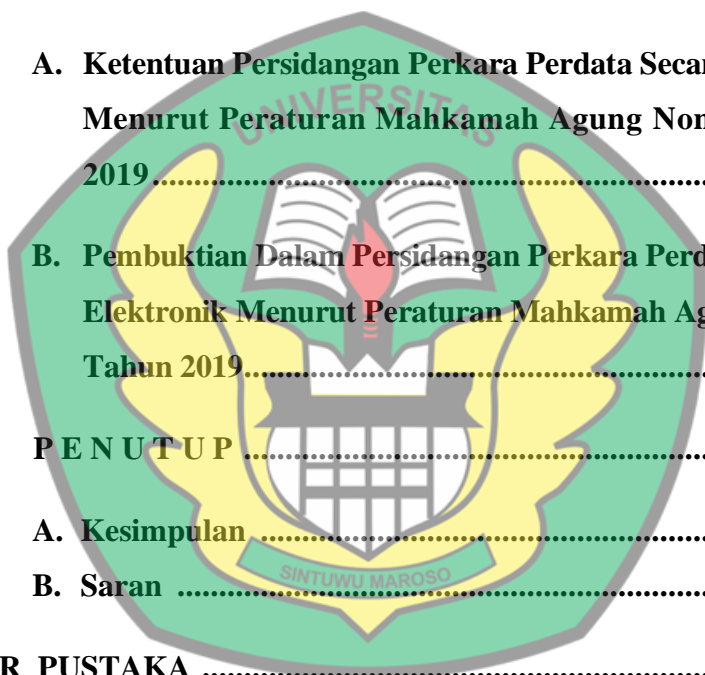 A. Ketentuan Persidangan Perkara Perdata Secar
UNIVERSITAS
Menurut Peraturan Mahkamah Agung Nom
2019
B. Pembuktian Dalam Persidangan Perkara Perd
Elektronik Menurut Peraturan Mahkamah Ag
Tahun 2019
P E N U T U P
A. Kesimpulan
B. Saran
SINTUWU MAROSO
R PUSTAKA